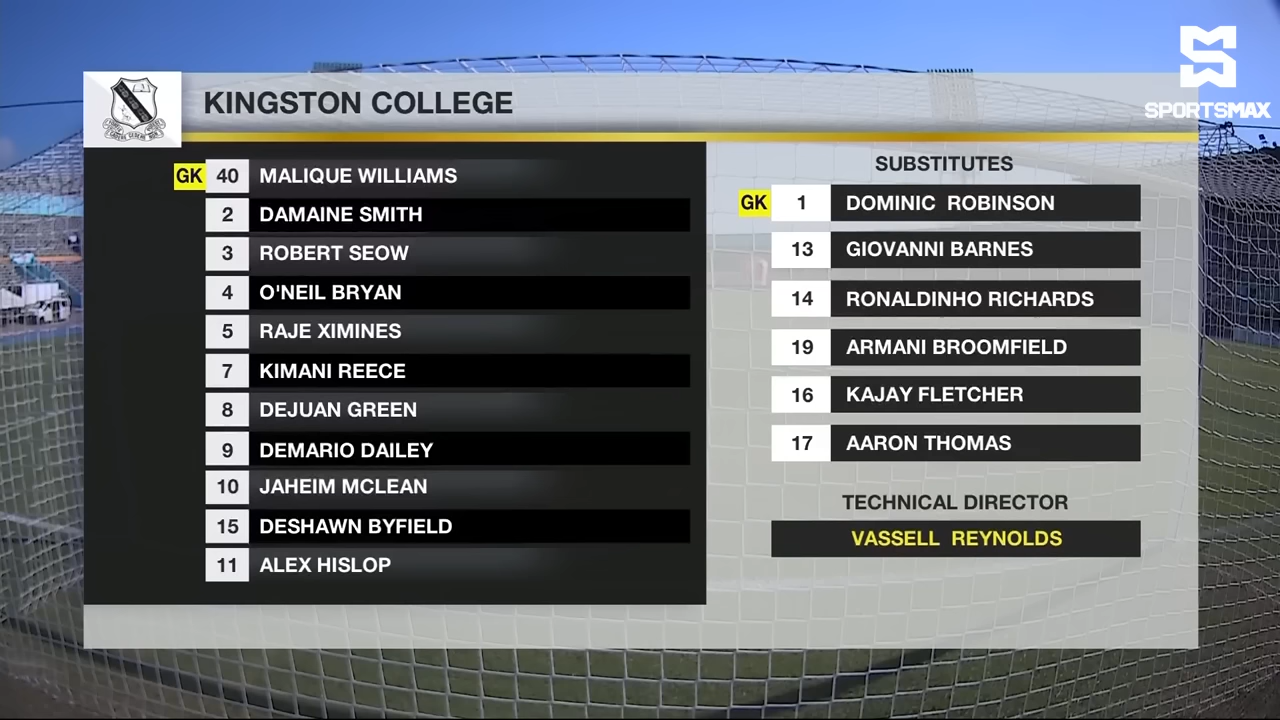 SPORTSMAX
KINGSTON COLLEGE
GK 40 MALIQUE WILLIAMS
2 DAMAINE SMITH
3 ROBERT SEOW
4 O'NEIL BRYAN
5 RAJE XIMINES
7 KIMANI REECE
8 DEJUAN GREEN
9 DEMARIO DAILEY
10 JAHEIM MCLEAN
15 DESHAWN BYFIELD
11 ALEX HISLOP
SUBSTITUTES
GK 1 DOMINIC ROBINSON
13 GIOVANNI BARNES
14 RONALDINHO RICHARDS
19 ARMANI BROOMFIELD
16 KAJAY FLETCHER
17 AARON THOMAS
TECHNICAL DIRECTOR
VASSELL REYNOLDS